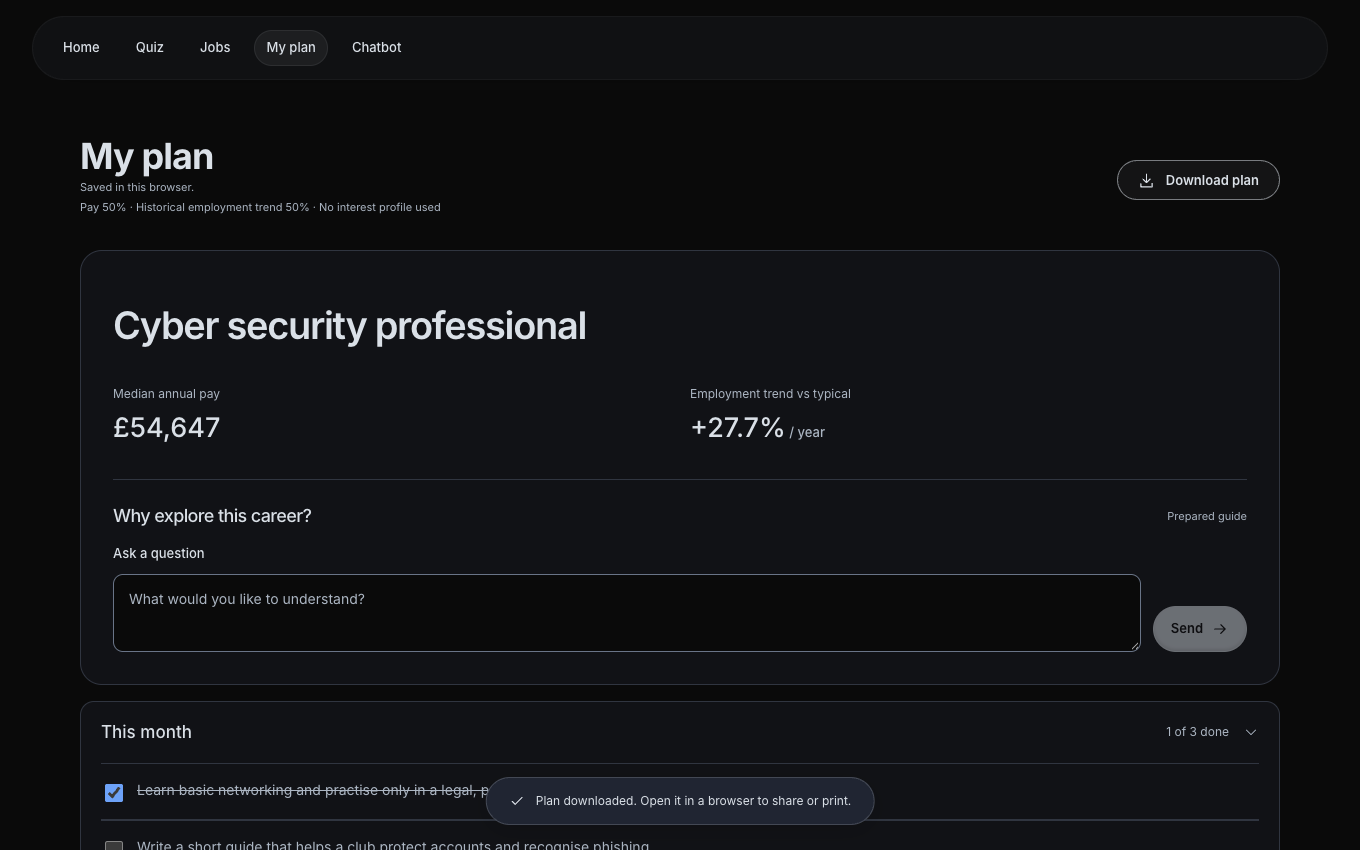 Home
Quiz
Jobs
My plan
Chatbot
My plan
Saved in this browser.
Pay 50% · Historical employment trend 50% · No interest profile used
Download plan
Cyber security professional
Median annual pay
£54,647
Employment trend vs typical
+27.7% / year
Why explore this career?
Prepared guide
Ask a question
What would you like to understand?
Send
This month
1 of 3 done
Learn basic networking and practise only in a legal,
Plan downloaded. Open it in a browser to share or print.
Write a short guide that helps a club protect accounts and recognise phishing.